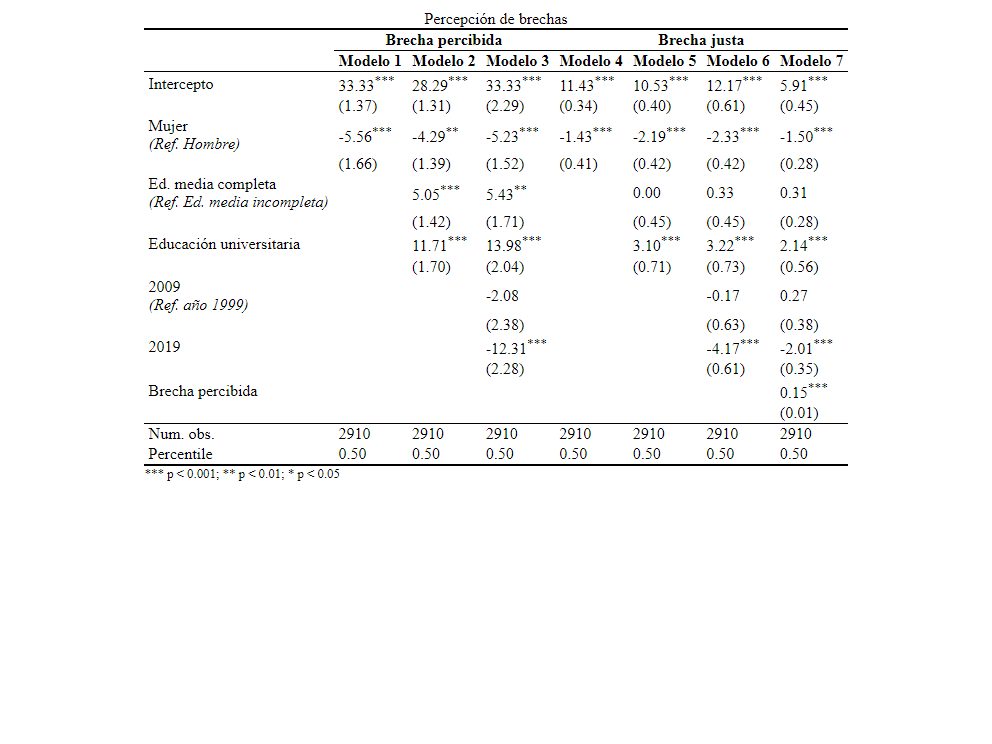 Percepción de brechas
Brecha percibida Brecha justa
Modelo 1 Modelo 2 Modelo 3 Modelo 4 Modelo 5 Modelo 6 Modelo 7
Intercepto 33.33*** 28.29*** 33.33*** 11.43*** 10.53*** 12.17*** 5.91***
(1.37) (1.31) (2.29) (0.34) (0.40) (0.61) (0.45)
Mujer
(Ref. Hombre) -5.56*** -4.29** -5.23*** -1.43*** -2.19*** -2.33*** -1.50***
(1.66) (1.39) (1.52) (0.41) (0.42) (0.42) (0.28)
Ed. media completa
(Ref. Ed. media incompleta) 5.05*** 5.43** 0.00 0.33 0.31
(1.42) (1.71) (0.45) (0.45) (0.28)
Educación universitaria 11.71*** 13.98*** 3.10*** 3.22*** 2.14***
(1.70) (2.04) (0.71) (0.73) (0.56)
2009
(Ref. año 1999) -2.08 -0.17 0.27
(2.38) (0.63) (0.38)
2019 -12.31*** -4.17*** -2.01***
(2.28) (0.61) (0.35)
Brecha percibida 0.15***
(0.01)
Num. obs. 2910 2910 2910 2910 2910 2910 2910
Percentile 0.50 0.50 0.50 0.50 0.50 0.50 0.50
*** p < 0.001; ** p < 0.01; * p < 0.05